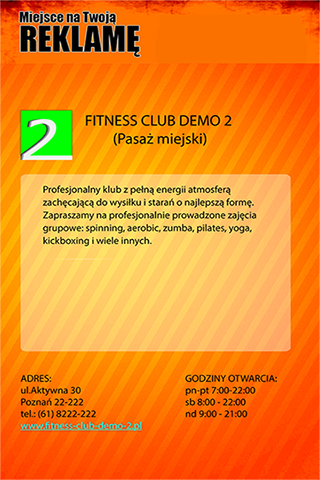 Miejsce na Twoją
REKLAMĘ
2
FITNESS CLUB DEMO 2
(Pasaż miejski)
Profesjonalny klub z pełną energii atmosferą
zachęcającą do wysiłku i starań o najlepszą formę.
Zapraszamy na profesjonalnie prowadzone zajęcia
grupowe: spinning, aerobic, zumba, pilates, yoga,
kickboxing i wiele innych.
ADRES:
ul.Aktywna 30
Poznań 22-222
tel.: (61) 8222-222
www.fitness-club-demo-2.pl
GODZINY OTWARCIA:
pn-pt 7:00-22:00
sb 8:00 - 22:00
nd 9:00 - 21:00